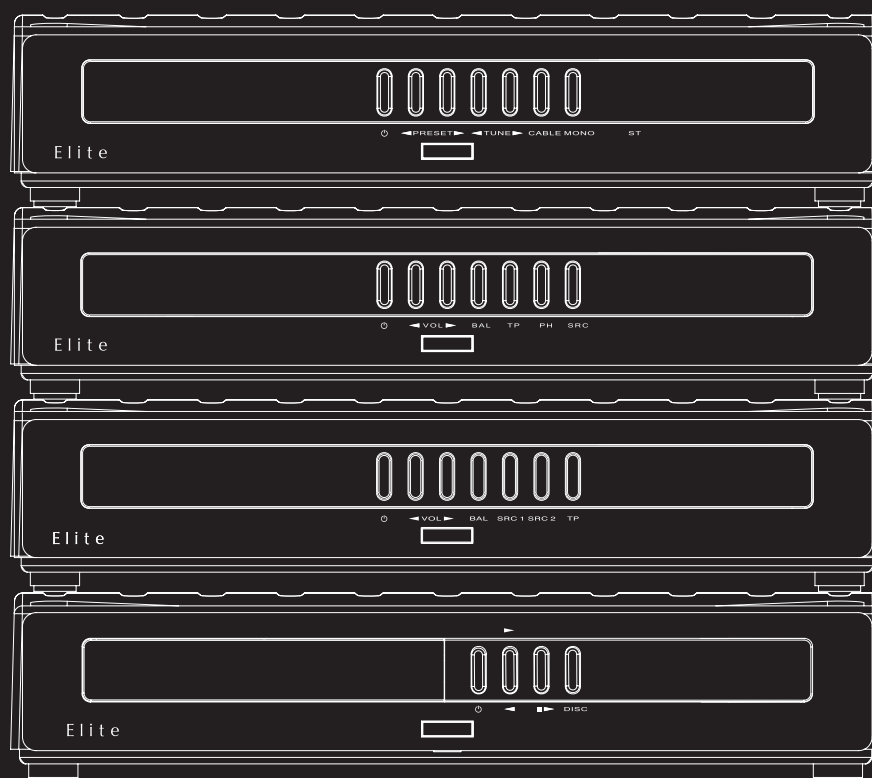 ⏻ ◄PRESET► ◄TUNE► CABLE MONO ST
Elite
⏻ ◄VOL► BAL TP PH SRC
Elite
⏻ ◄VOL► BAL SRC 1 SRC 2 TP
Elite
►
⏻ ◄ ■► DISC
Elite